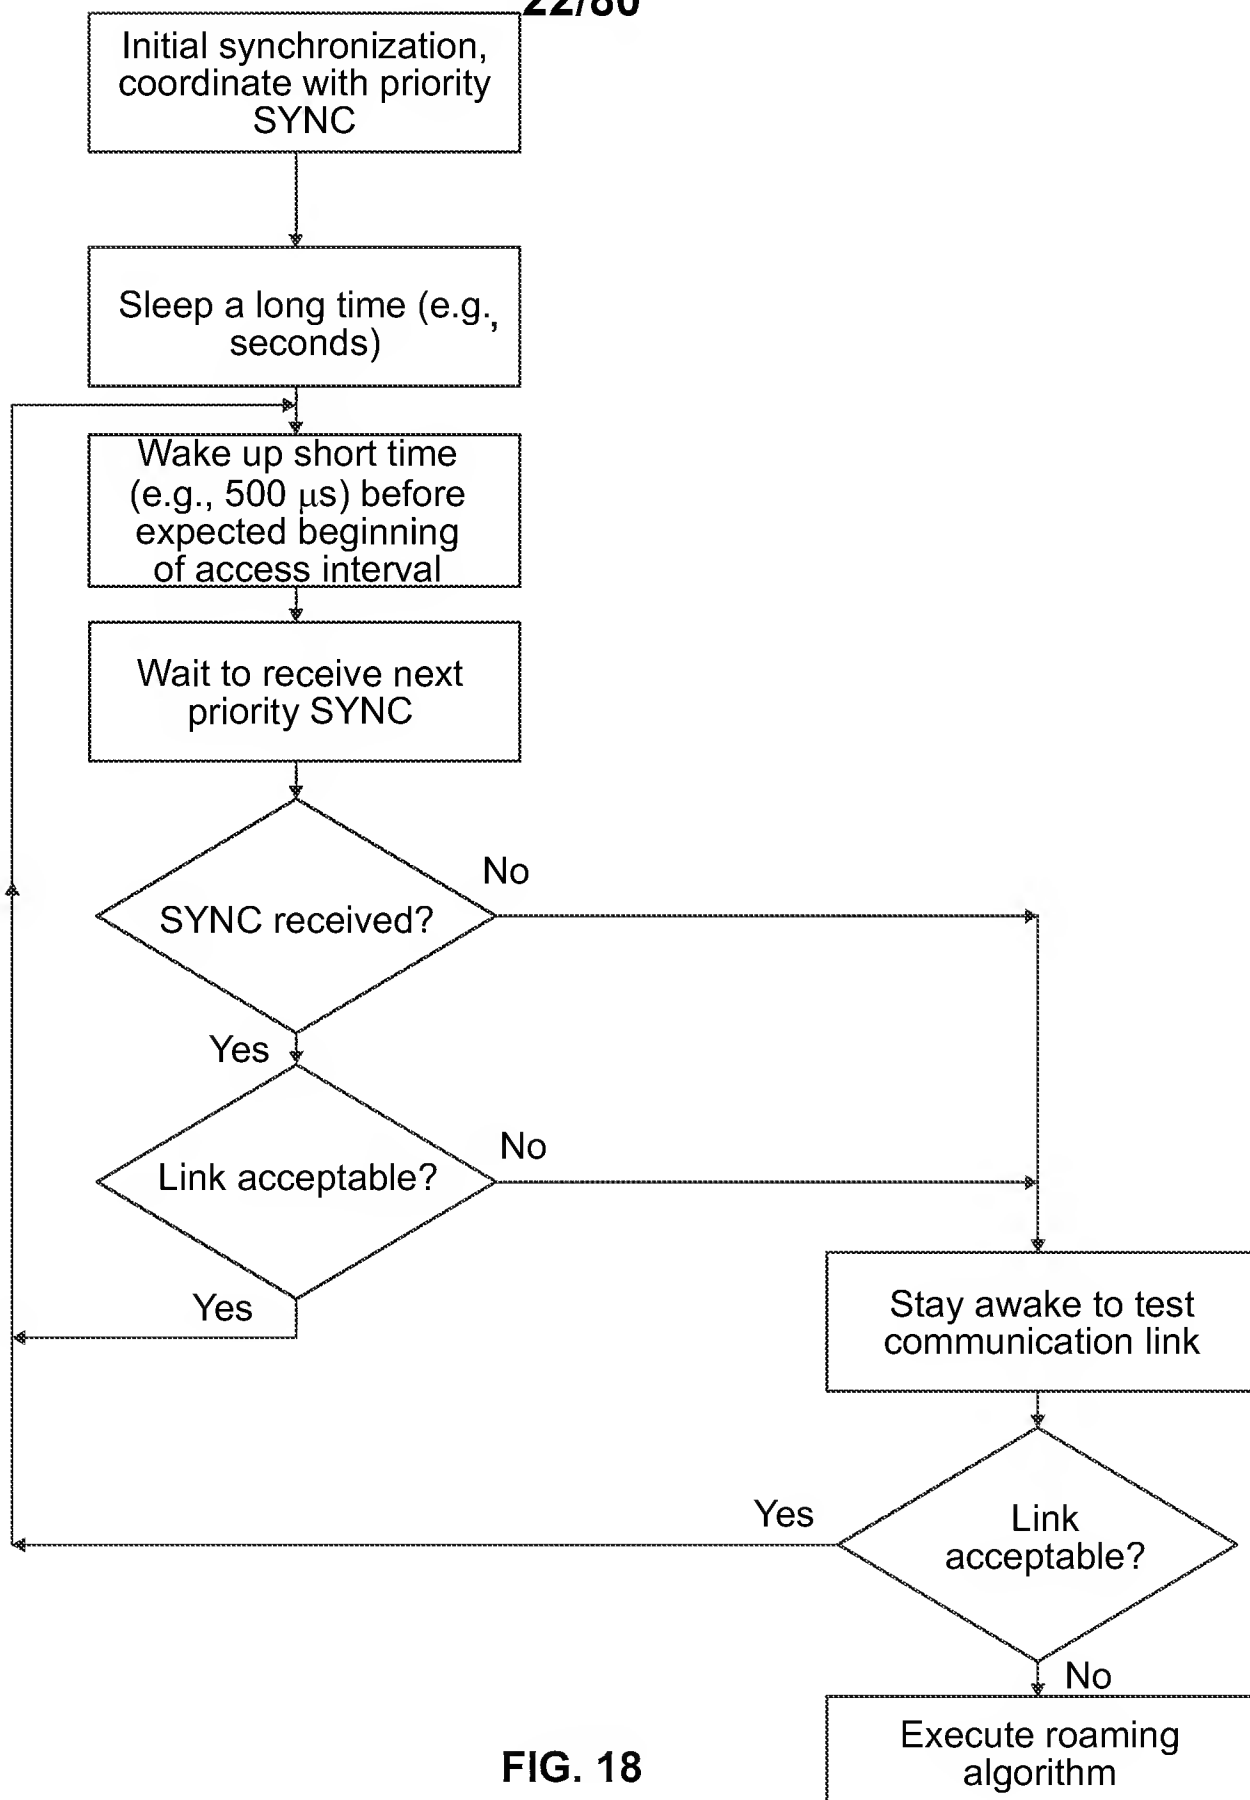 22/80
Initial synchronization,
coordinate with priority
SYNC
Sleep a long time (e.g.,
seconds)
Wake up short time
(e.g., 500 μs) before
expected beginning
of access interval
Wait to receive next
priority SYNC
No
SYNC received?
Yes
No
Link acceptable?
Yes
Stay awake to test
communication link
Yes
Link
acceptable?
No
Execute roaming
algorithm
FIG. 18